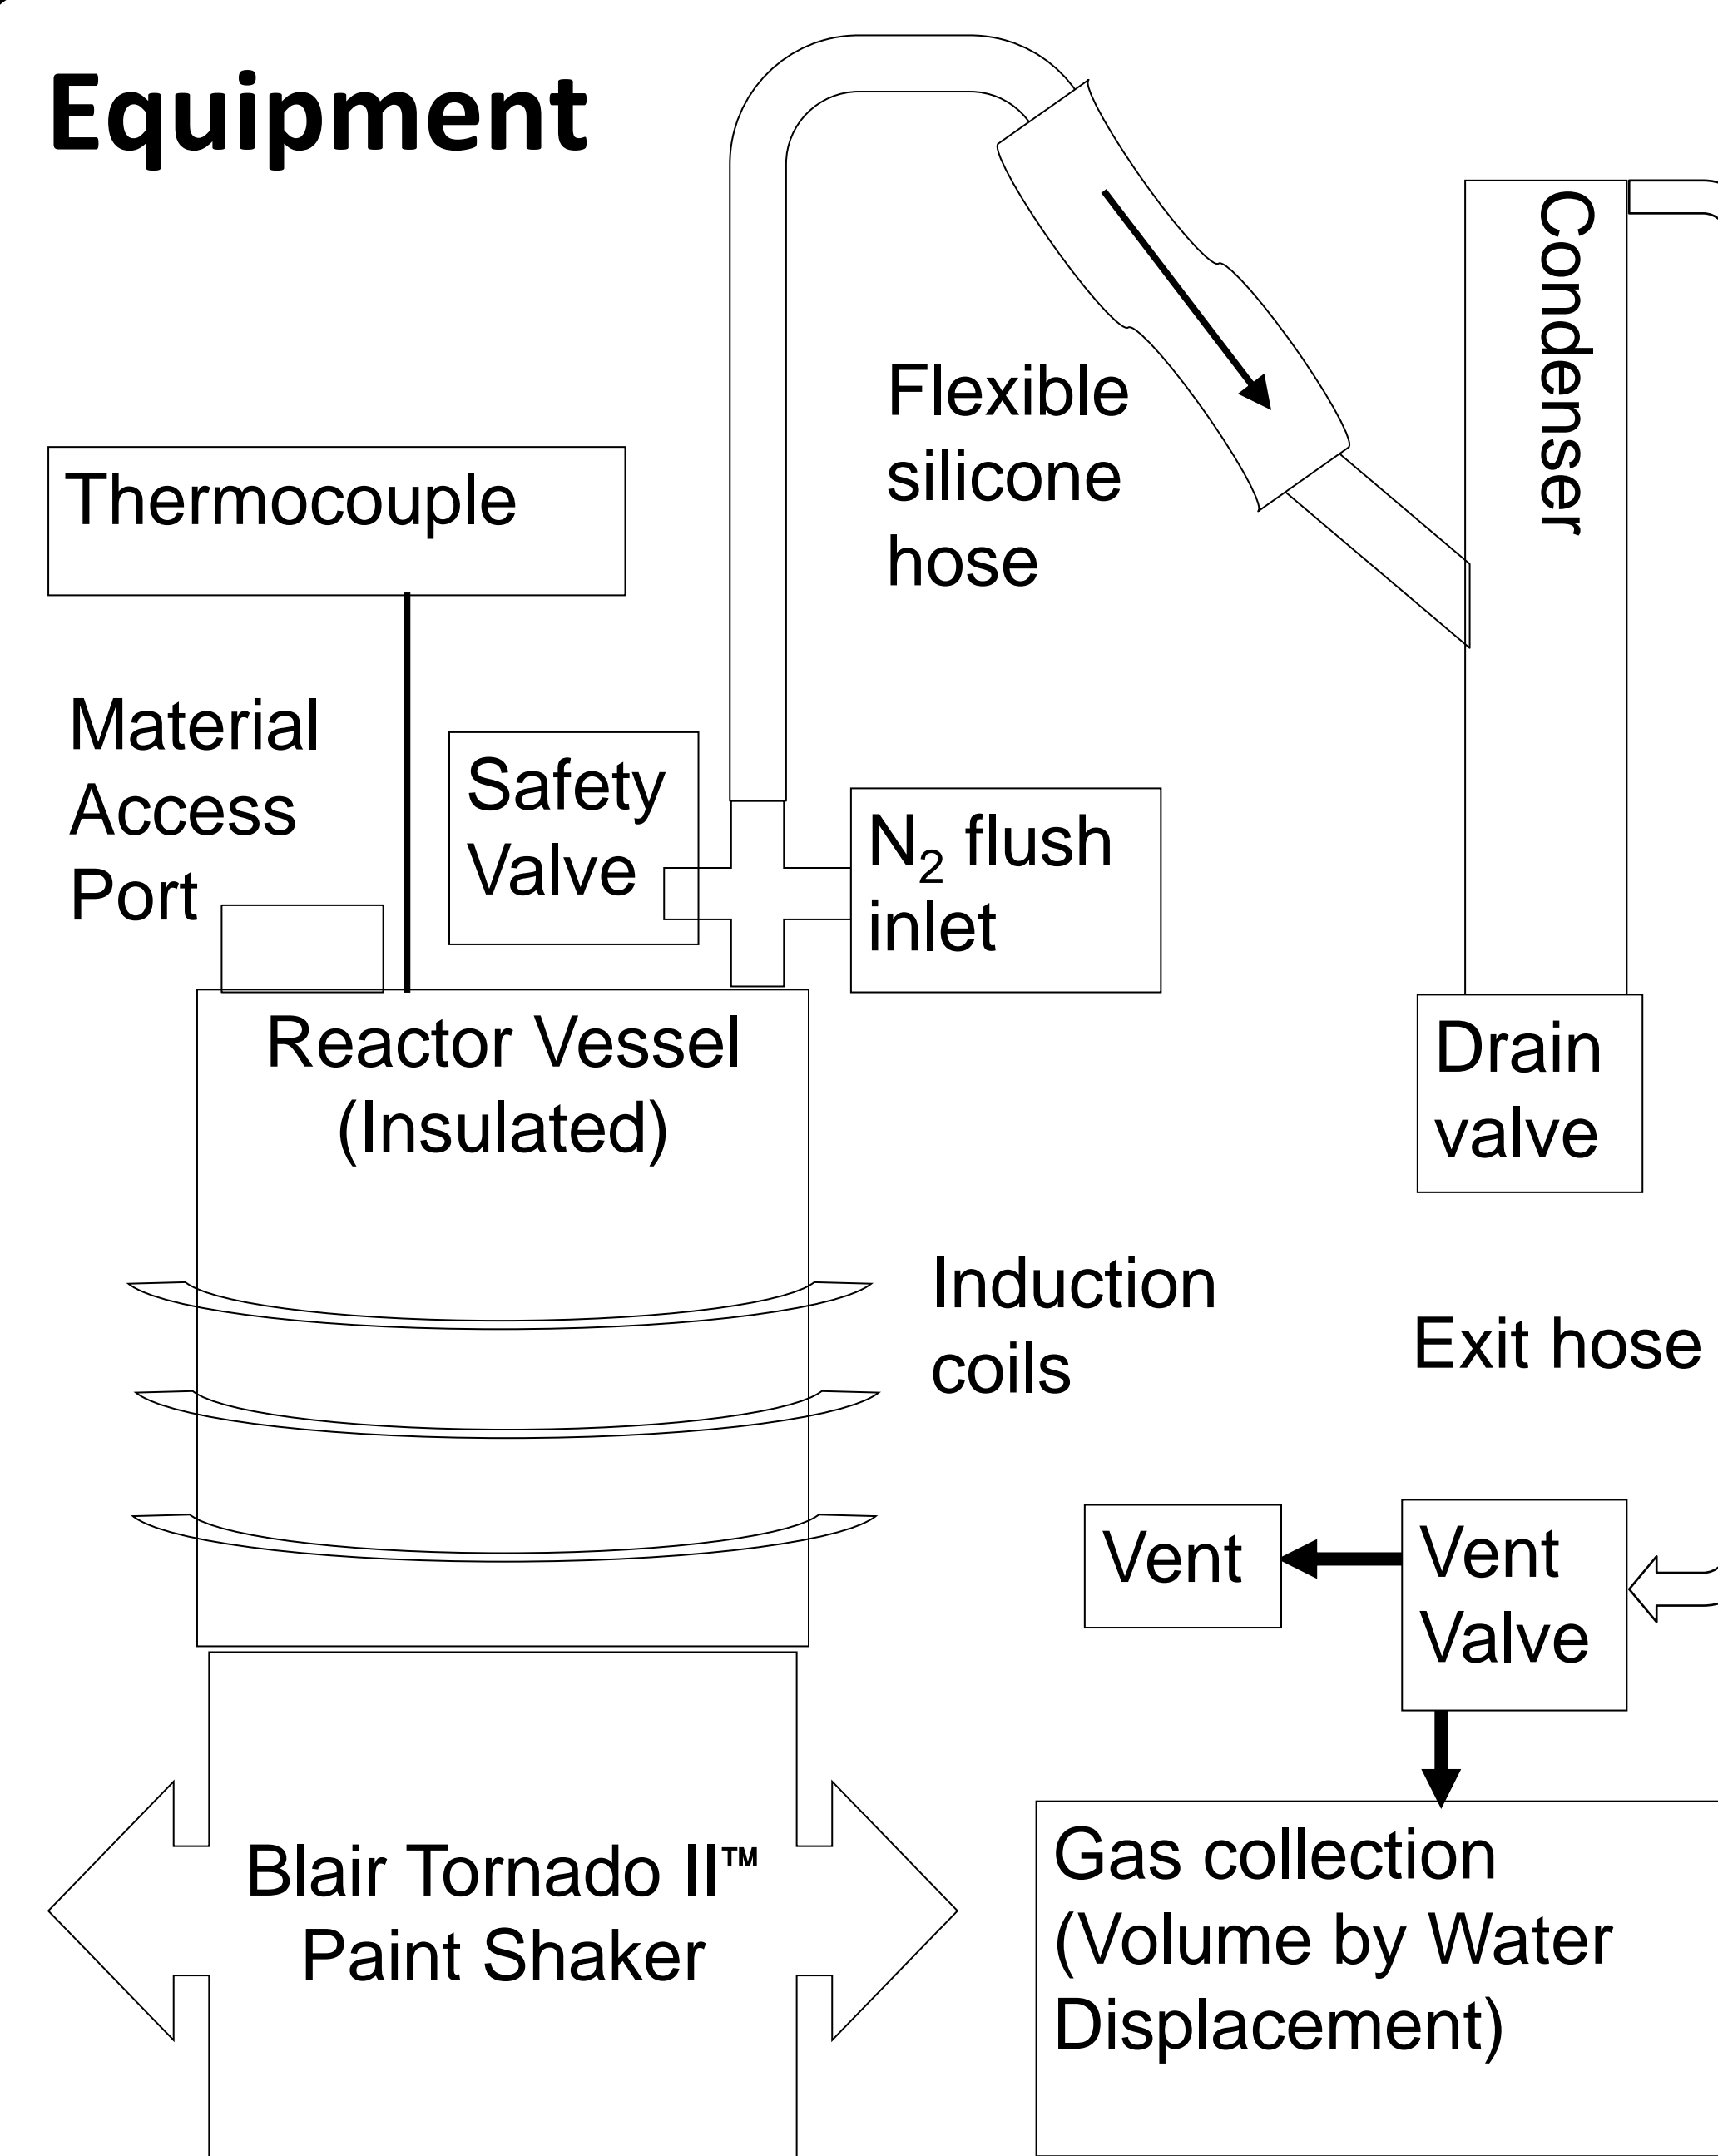 Equipment
Condenser
Flexible
silicone
hose
Thermocouple
Material
Access
Port
Safety
Valve
N₂ flush
inlet
Reactor Vessel
(Insulated)
Drain
valve
Induction
coils
Exit hose
Vent
Vent
Valve
Blair Tornado II™
Paint Shaker
Gas collection
(Volume by Water
Displacement)